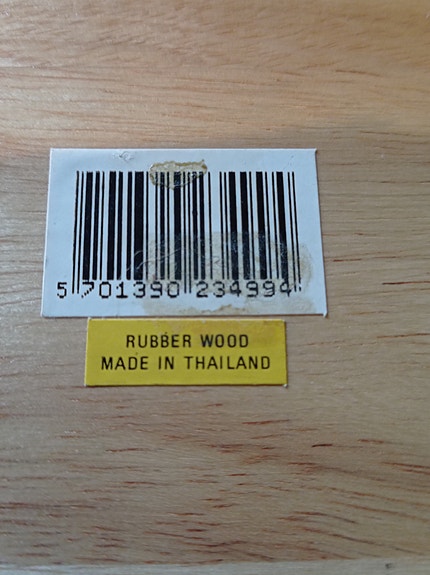 5 701390 234994
RUBBER WOOD
MADE IN THAILAND